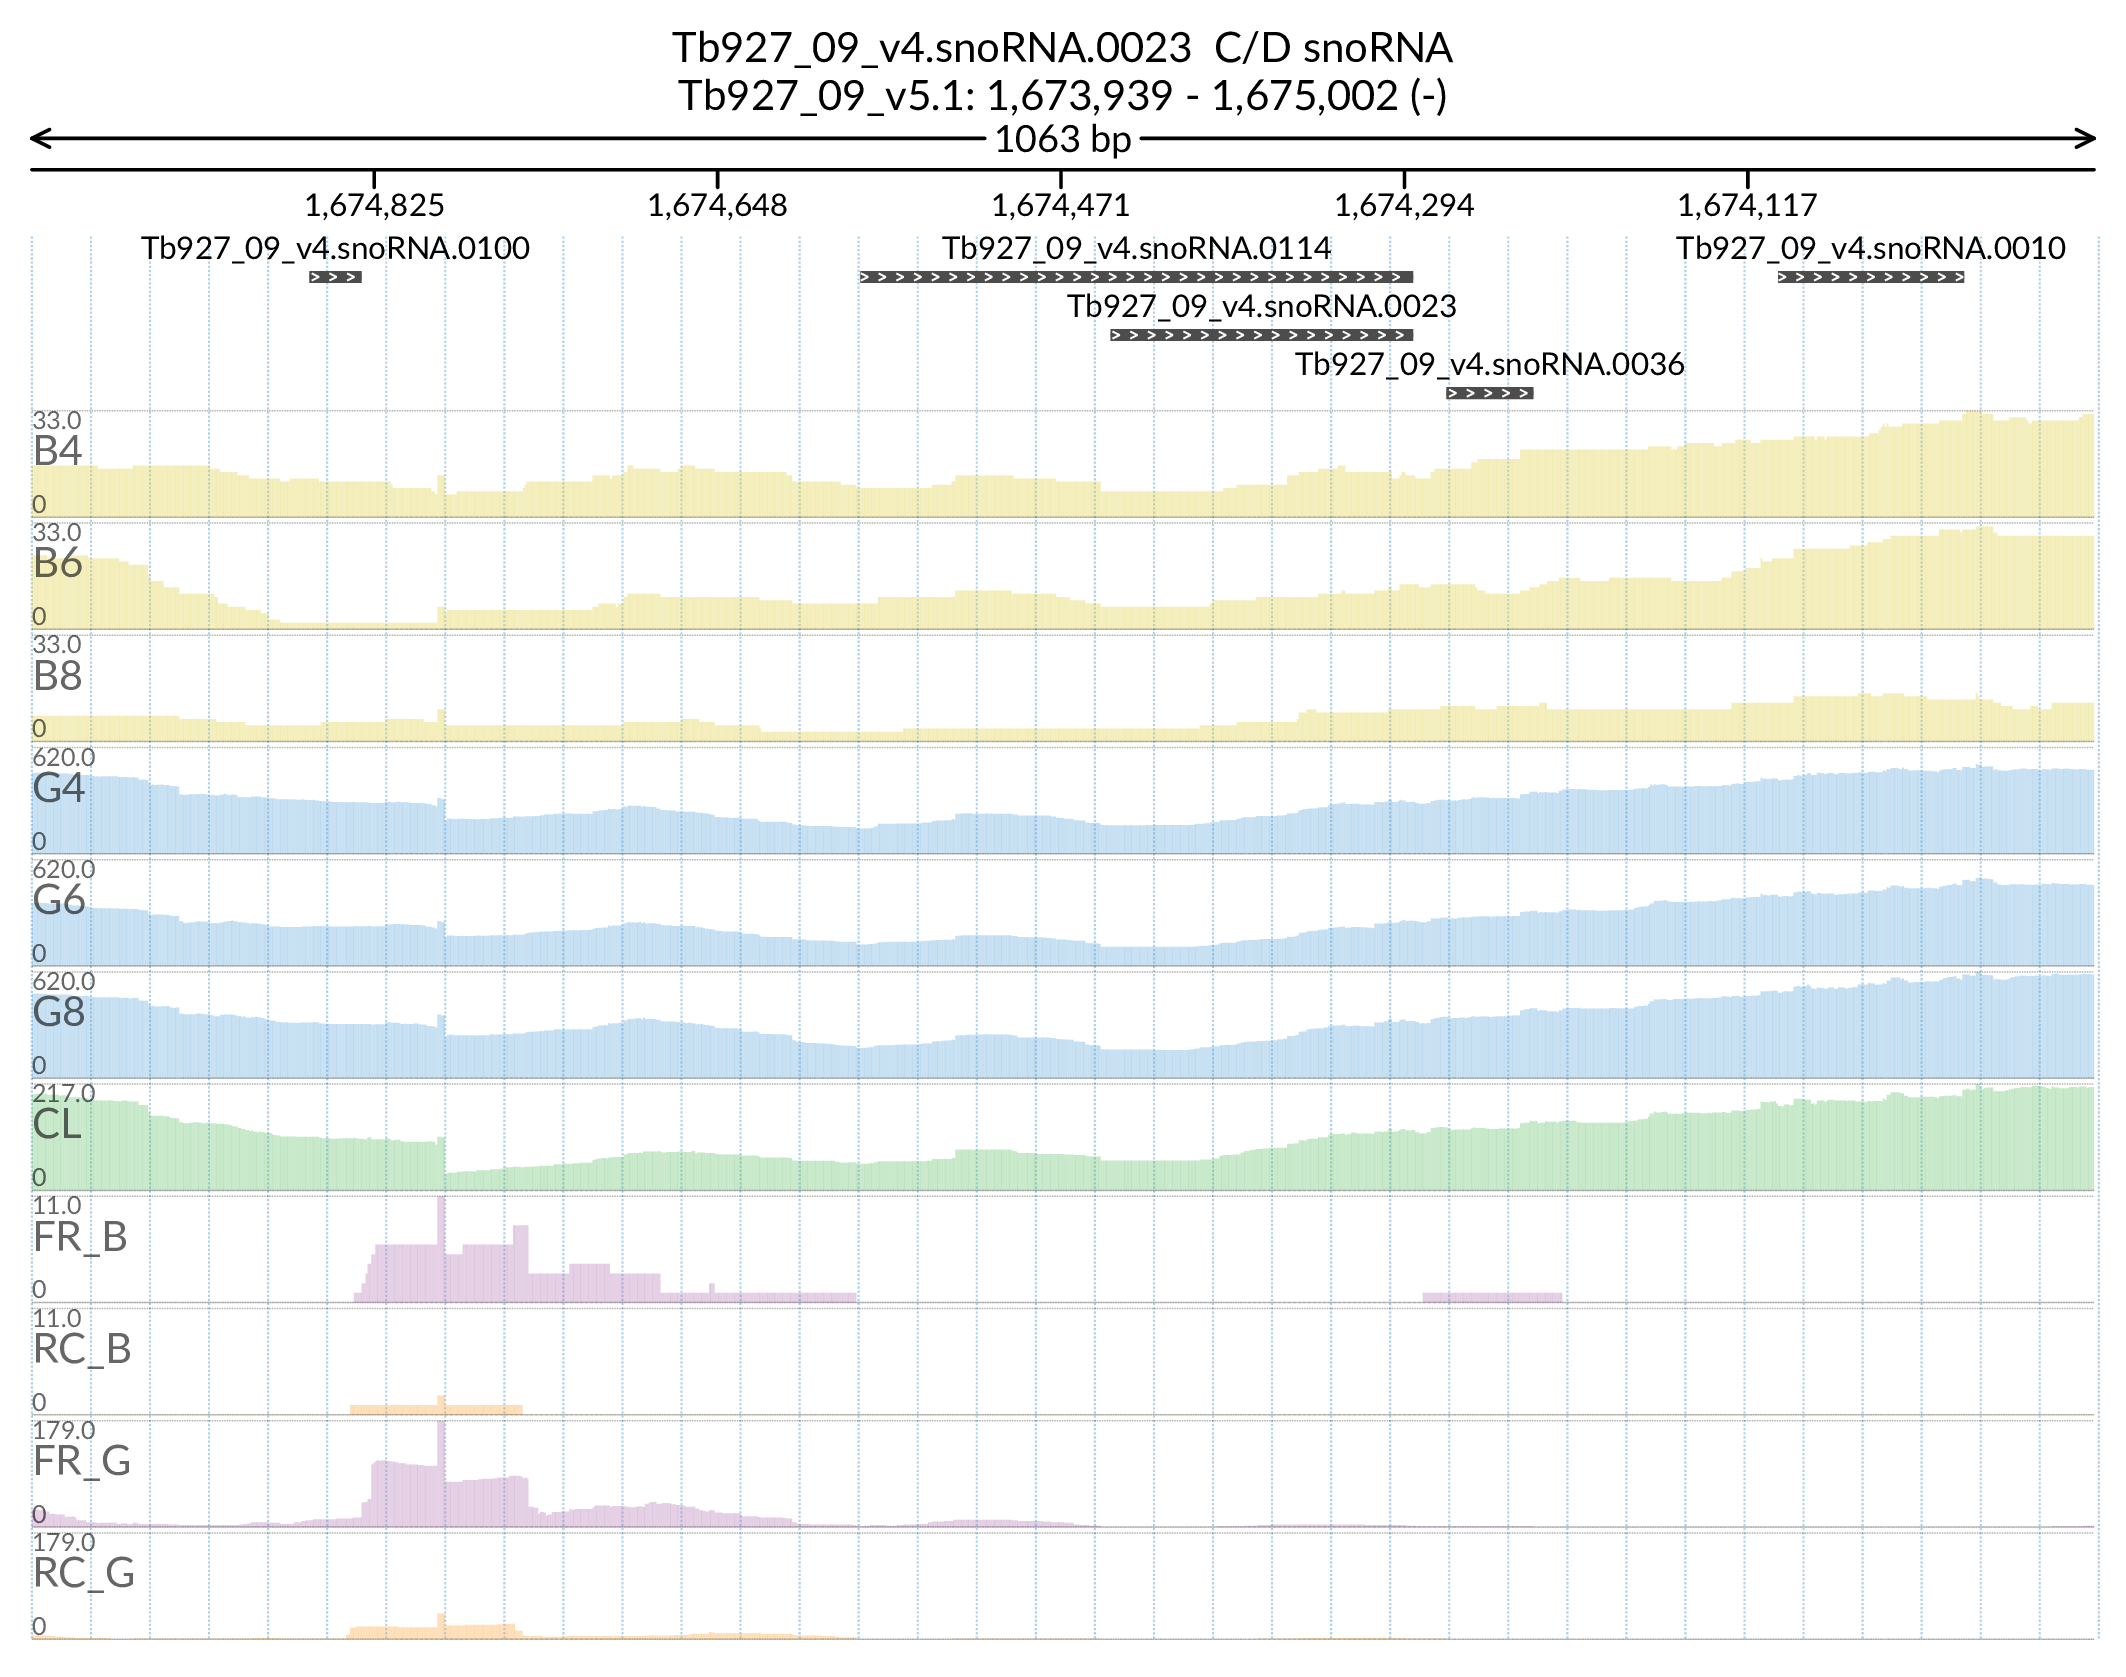 Tb927_09_v4.snoRNA.0023 C/D snoRNA
Tb927_09_v5.1: 1,673,939 - 1,675,002 (-)
1063 bp
1,674,825 1,674,648 1,674,471 1,674,294 1,674,117
Tb927_09_v4.snoRNA.0100 Tb927_09_v4.snoRNA.0114 Tb927_09_v4.snoRNA.0010
Tb927_09_v4.snoRNA.0023
Tb927_09_v4.snoRNA.0036
33.0
B4
0
33.0
B6
0
33.0
B8
0
620.0
G4
0
620.0
G6
0
620.0
G8
0
217.0
CL
0
11.0
FR_B
0
11.0
RC_B
0
179.0
FR_G
0
179.0
RC_G
0